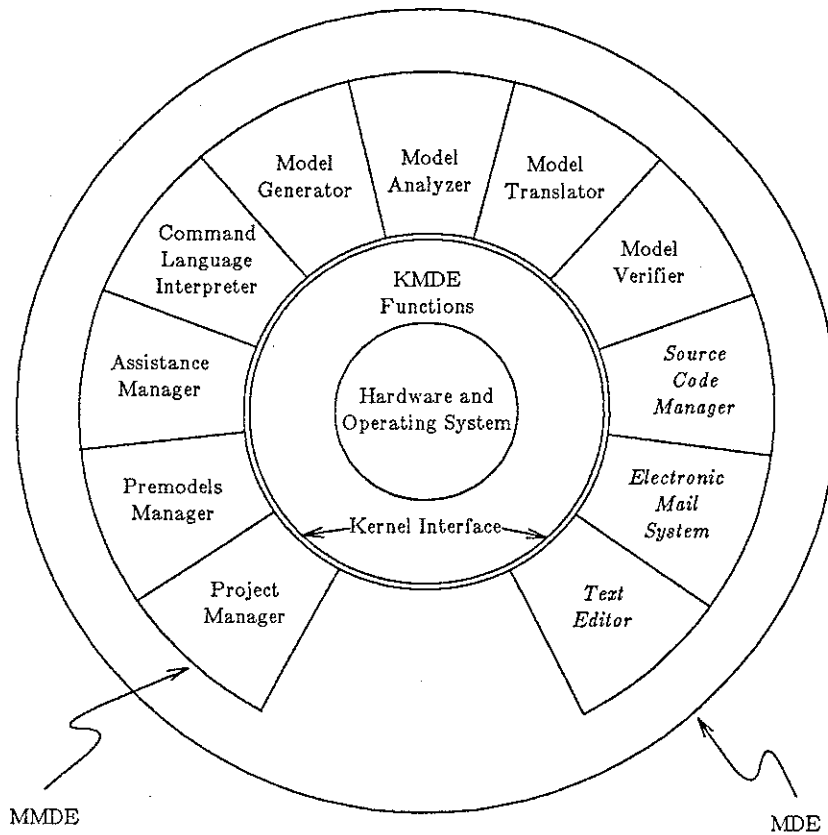 Model
Generator
Model
Analyzer
Model
Translator
Command
Language
Interpreter
Model
Verifier
KMDE
Functions
Assistance
Manager
Hardware and
Operating System
Source
Code
Manager
Premodels
Manager
Electronic
Mail
System
Kernel Interface
Project
Manager
Text
Editor
MMDE
MDE